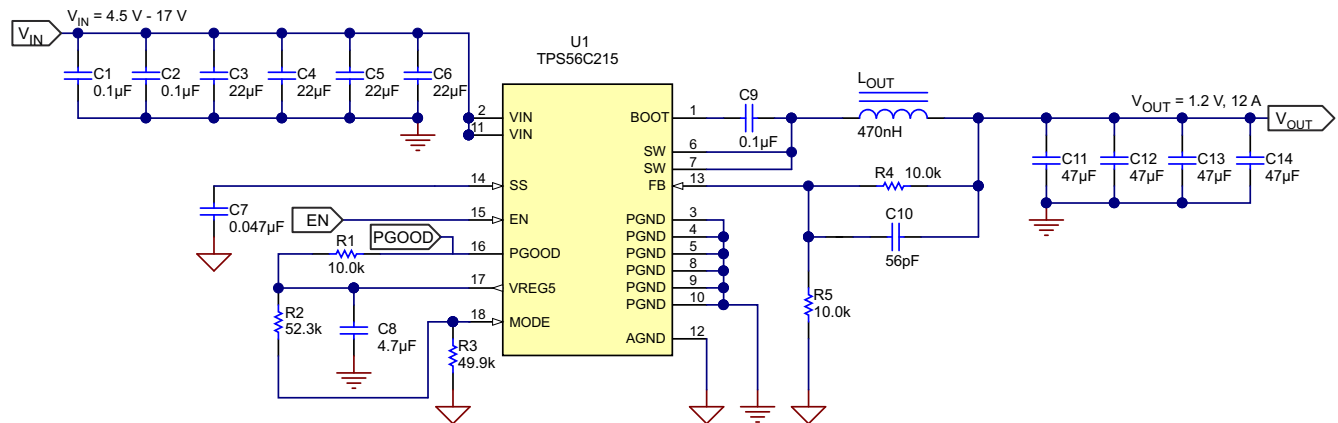 V_IN
V_IN = 4.5 V - 17 V
C1
0.1µF
C2
0.1µF
C3
22µF
C4
22µF
C5
22µF
C6
22µF
U1
TPS56C215
2
VIN
11
VIN
14
SS
15
EN
16
PGOOD
17
VREG5
18
MODE
BOOT
1
SW
6
SW
7
FB
13
PGND
3
PGND
4
PGND
5
PGND
8
PGND
9
PGND
10
AGND
12
C7
0.047µF
EN
PGOOD
R1
10.0k
R2
52.3k
C8
4.7µF
R3
49.9k
C9
0.1µF
L_OUT
470nH
R4
10.0k
C10
56pF
R5
10.0k
V_OUT = 1.2 V, 12 A
V_OUT
C11
47µF
C12
47µF
C13
47µF
C14
47µF